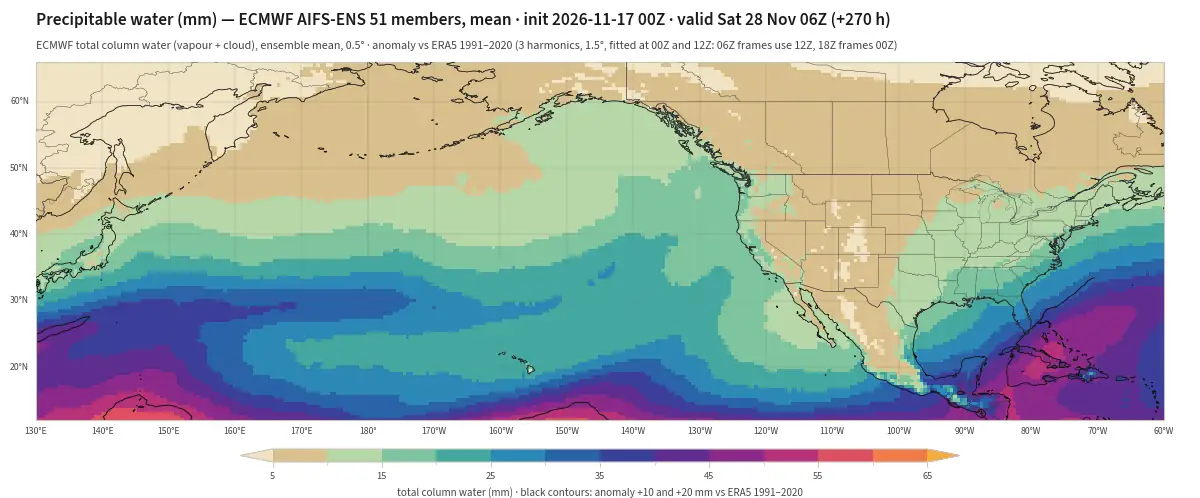 Precipitable water (mm) — ECMWF AIFS-ENS 51 members, mean · init 2026-11-17 00Z · valid Sat 28 Nov 06Z (+270 h)
ECMWF total column water (vapour + cloud), ensemble mean, 0.5° · anomaly vs ERA5 1991–2020 (3 harmonics, 1.5°, fitted at 00Z and 12Z: 06Z frames use 12Z, 18Z frames 00Z)
60°N
50°N
40°N
30°N
20°N
130°E 140°E 150°E 160°E 170°E 180° 170°W 160°W 150°W 140°W 130°W 120°W 110°W 100°W 90°W 80°W 70°W 60°W
5 15 25 35 45 55 65
total column water (mm) · black contours: anomaly +10 and +20 mm vs ERA5 1991–2020